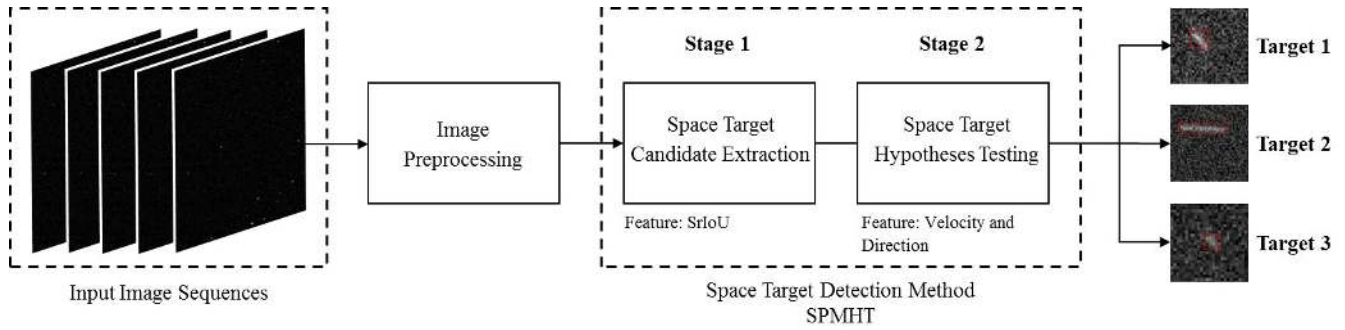 Input Image Sequences
Image
Preprocessing
Stage 1
Space Target
Candidate Extraction
Feature: SrIoU
Stage 2
Space Target
Hypotheses Testing
Feature: Velocity and
Direction
Space Target Detection Method
SPMHT
Target 1
Target 2
Target 3